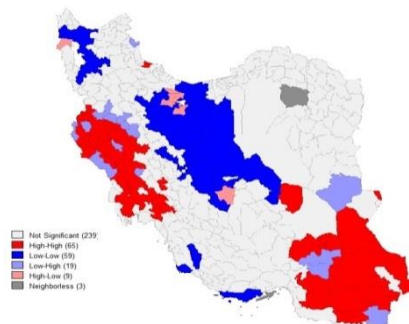 Not Significant (239)
High-High (65)
Low-Low (59)
Low-High (19)
High-Low (9)
Neighborless (3)